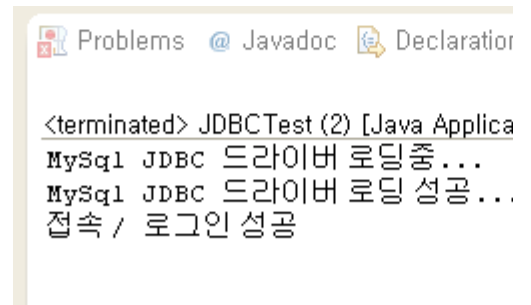 Problems @ Javadoc Declaration
<terminated> JDBCTest (2) [Java Applica
MySql JDBC 드라이버 로딩중...
MySql JDBC 드라이버 로딩 성공...
접속 / 로그인 성공